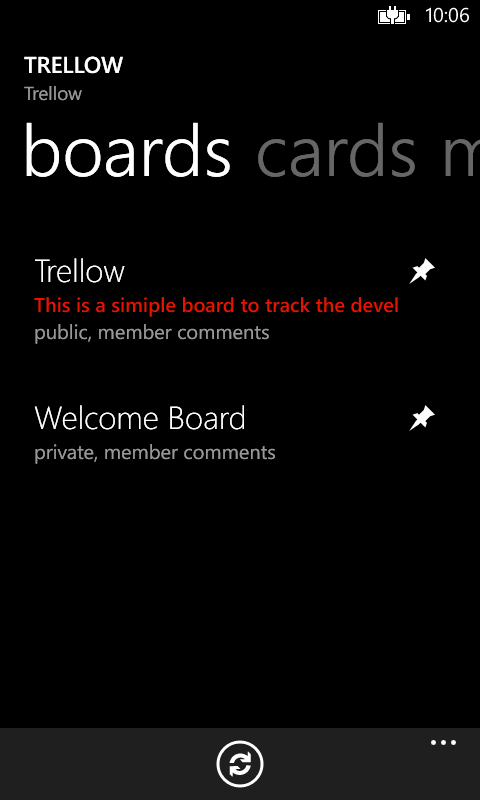 10:06
TRELLOW
Trellow
boards cards m
Trellow
This is a simiple board to track the devel
public, member comments
Welcome Board
private, member comments